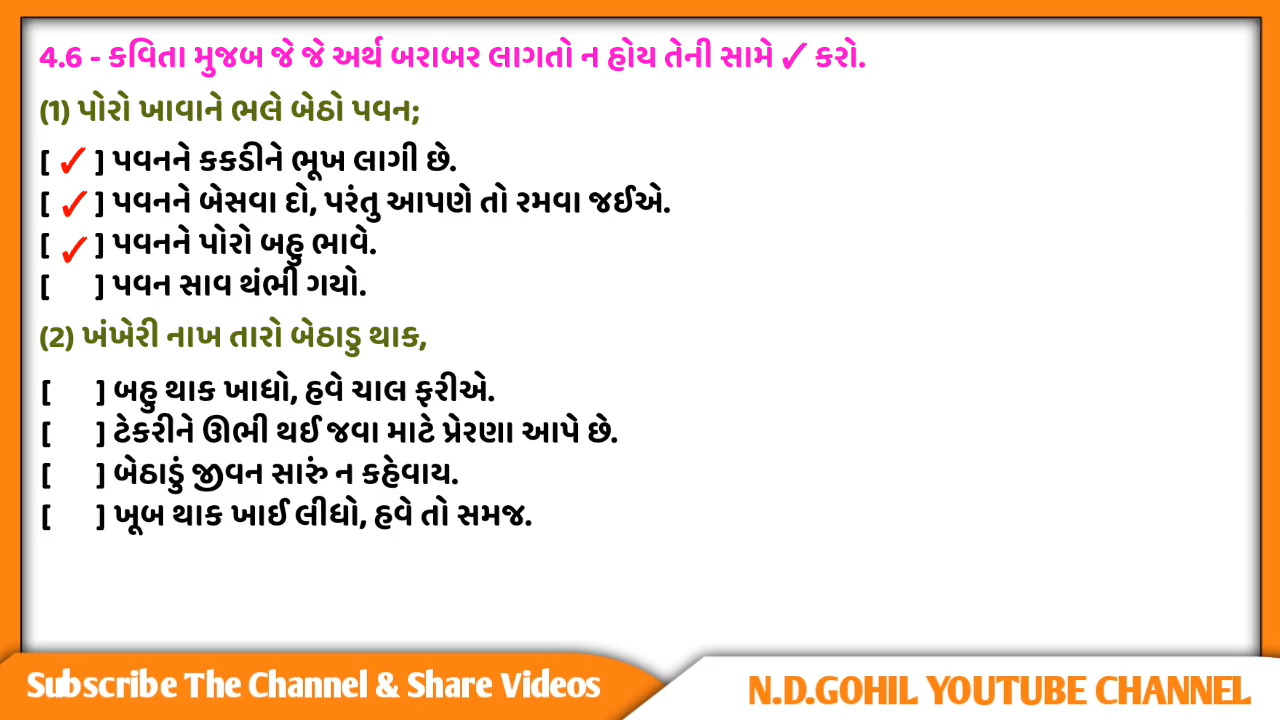 4.6 - કવિતા મુજબ જે જે અર્થ બરાબર લાગતો ન હોય તેની સામે ✓ કરો.
(1) પોરો ખાવાને ભલે બેઠો પવન;
[ ✓ ] પવનને કકડીને ભૂખ લાગી છે.
[ ✓ ] પવનને બેસવા દો, પરંતુ આપણે તો રમવા જઈએ.
[ ✓ ] પવનને પોરો બહુ ભાવે.
[ ] પવન સાવ થંભી ગયો.
(2) ખંખેરી નાખ તારો બેઠાડુ થાક,
[ ] બહુ થાક ખાધો, હવે ચાલ ફરીએ.
[ ] ટેકરીને ઊભી થઈ જવા માટે પ્રેરણા આપે છે.
[ ] બેઠાડું જીવન સારું ન કહેવાય.
[ ] ખૂબ થાક ખાઈ લીધો, હવે તો સમજ.
Subscribe The Channel & Share Videos
N.D.GOHIL YOUTUBE CHANNEL